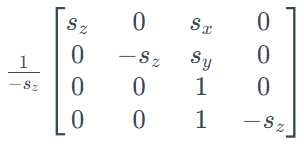 1/(-s_z) [ s_z 0 s_x 0
0 -s_z s_y 0
0 0 1 0
0 0 1 -s_z ]